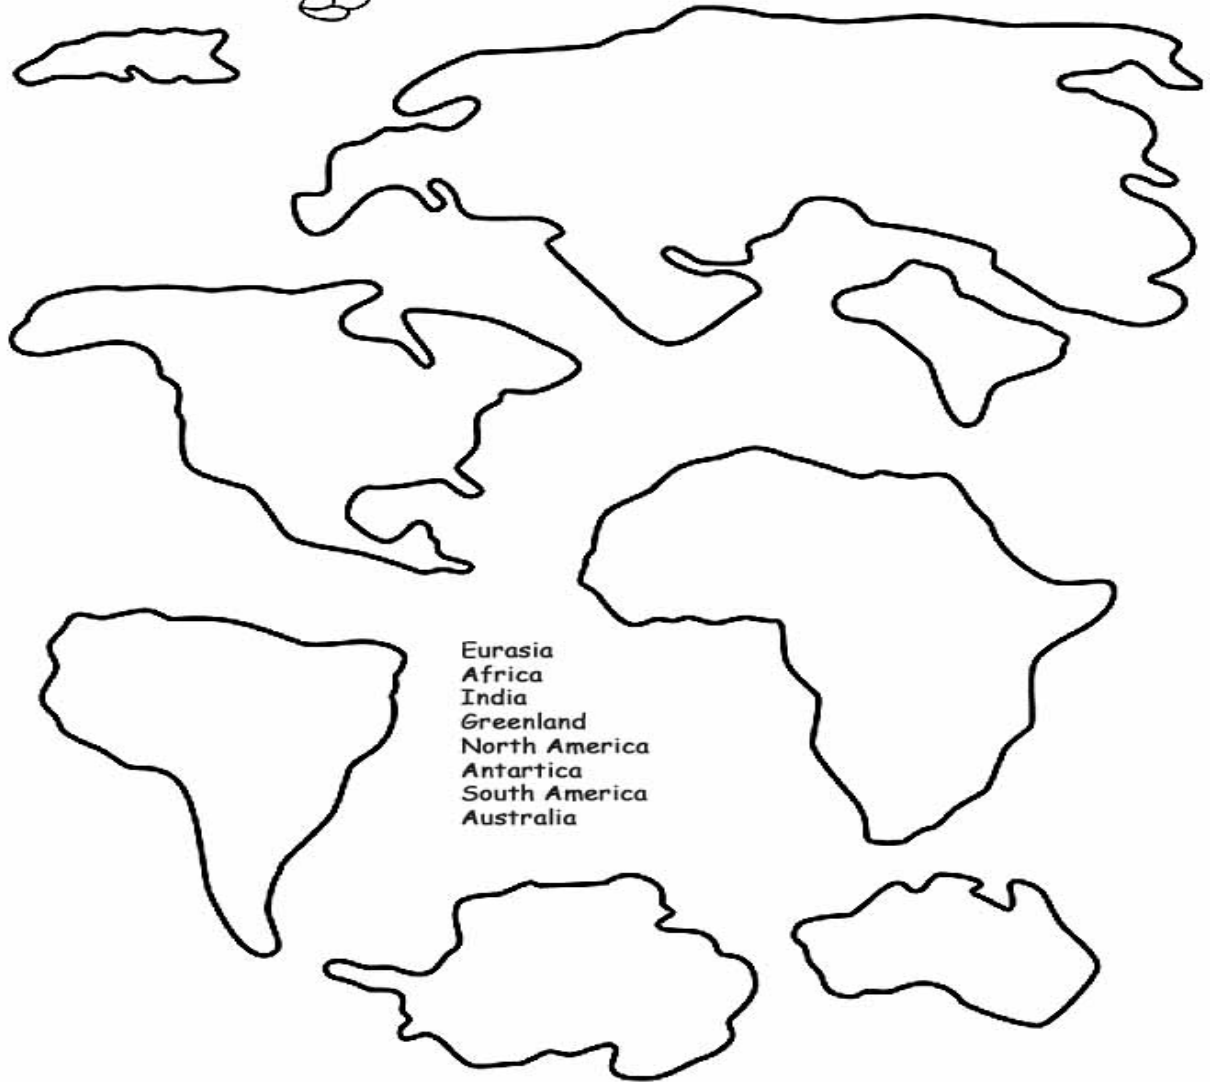 Eurasia
Africa
India
Greenland
North America
Antartica
South America
Australia